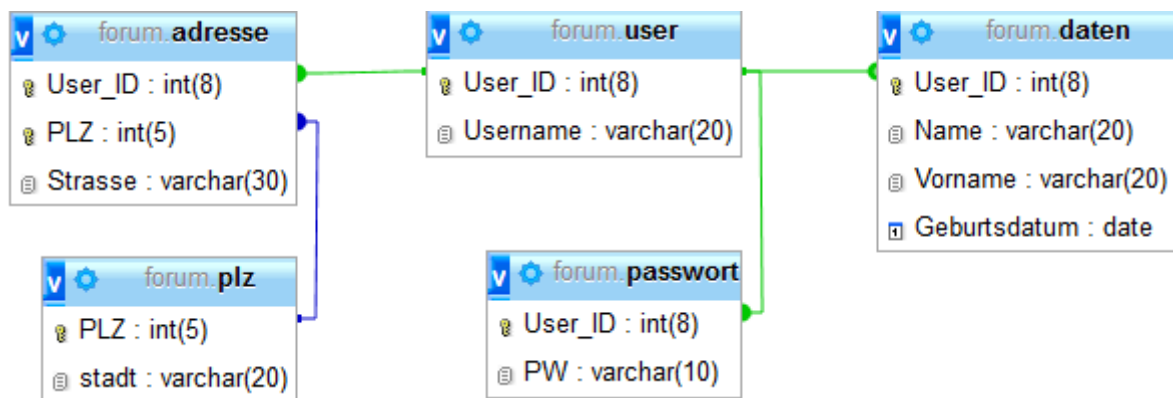 v forum.adresse
User_ID : int(8)
PLZ : int(5)
Strasse : varchar(30)
v forum.user
User_ID : int(8)
Username : varchar(20)
v forum.daten
User_ID : int(8)
Name : varchar(20)
Vorname : varchar(20)
Geburtsdatum : date
v forum.plz
PLZ : int(5)
stadt : varchar(20)
v forum.passwort
User_ID : int(8)
PW : varchar(10)